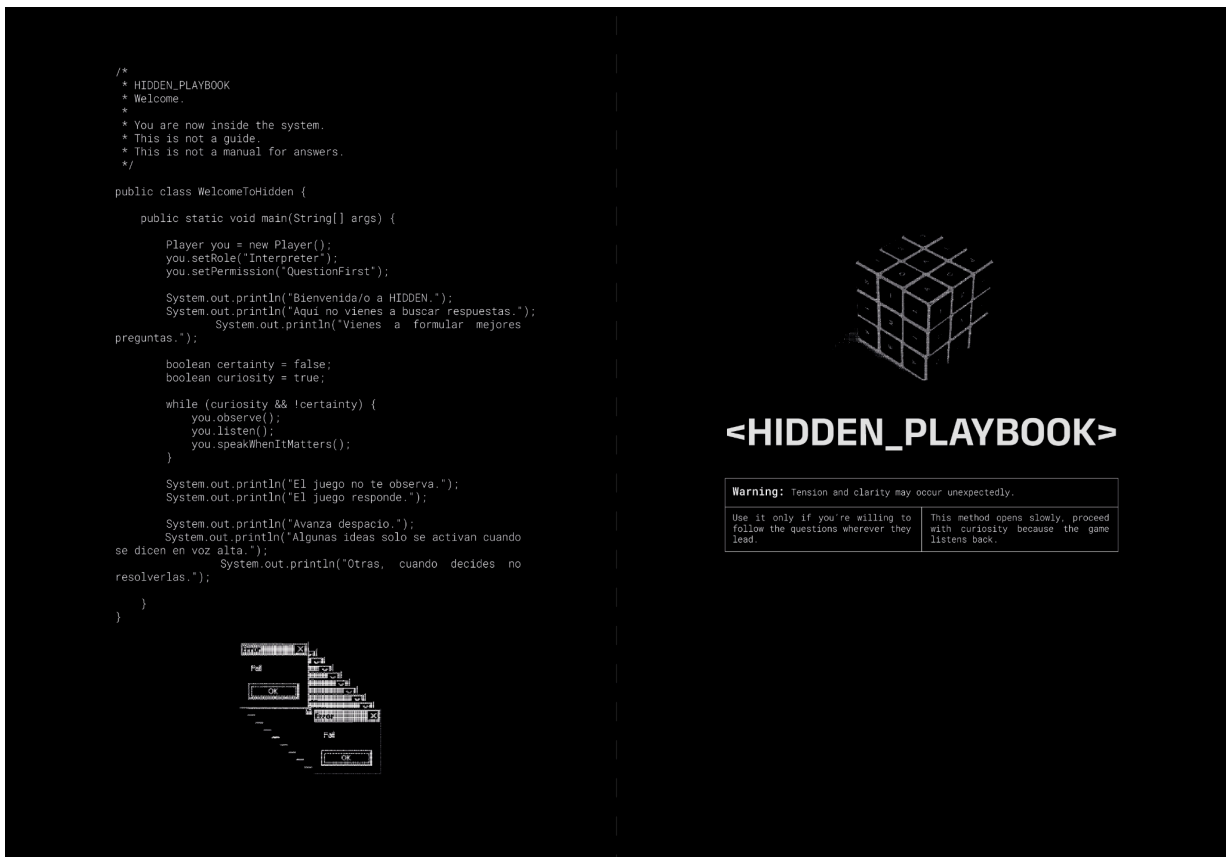 /*
 * HIDDEN_PLAYBOOK
 * Welcome.
 *
 * You are now inside the system.
 * This is not a guide.
 * This is not a manual for answers.
 */
public class WelcomeToHidden {
    public static void main(String[] args) {
        Player you = new Player();
        you.setRole("Interpreter");
        you.setPermission("QuestionFirst");
        System.out.println("Bienvenida/o a HIDDEN.");
        System.out.println("Aquí no vienes a buscar respuestas.");
                System.out.println("Vienes a formular mejores
preguntas.");
        boolean certainty = false;
        boolean curiosity = true;
        while (curiosity && !certainty) {
            you.observe();
            you.listen();
            you.speakWhenItMatters();
        }
        System.out.println("El juego no te observa.");
        System.out.println("El juego responde.");
        System.out.println("Avanza despacio.");
        System.out.println("Algunas ideas solo se activan cuando
se dicen en voz alta.");
                System.out.println("Otras, cuando decides no
resolverlas.");
    }
}
Error
Fail
OK
Error
Fail
OK
<HIDDEN_PLAYBOOK>
Warning: Tension and clarity may occur unexpectedly.
Use it only if you're willing to
follow the questions wherever they
lead.
This method opens slowly, proceed
with curiosity because the game
listens back.